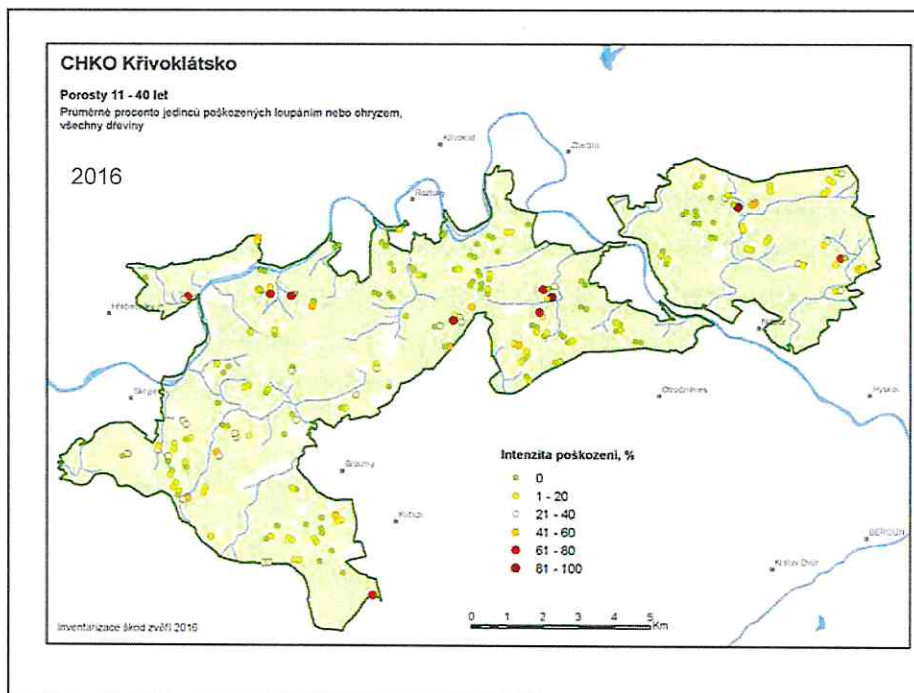 CHKO Křivoklátsko
Porosty 11 - 40 let
Průměrné procento jedinců poškozených loupáním nebo ohryzem,
všechny dřeviny
2016
Křivoklát
Zbečno
Roztoky
Nižbor
Otročiněves
Hýskov
Skryje
Broumy
Kublov
BEROUN
Králův Dvůr
Intenzita poškození, %
0
1 - 20
21 - 40
41 - 60
61 - 80
81 - 100
0 1 2 3 4 5
Km
Inventarizace škod zvěří 2016